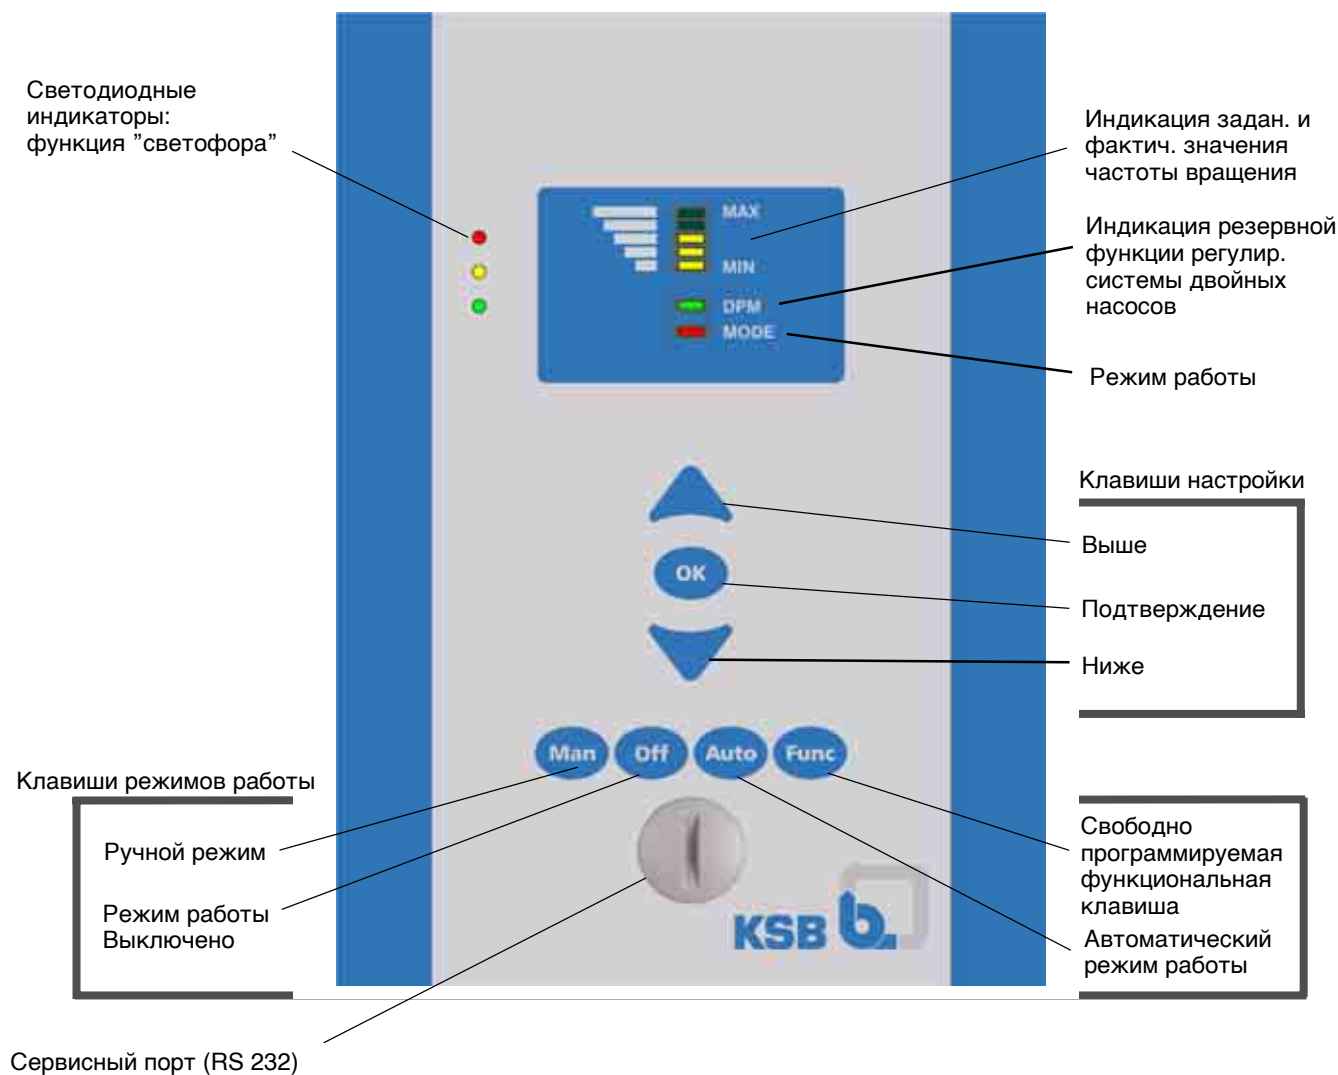 Светодиодные
индикаторы:
функция ”светофора”
Индикация задан. и
фактич. значения
частоты вращения
MAX
MIN
DPM
MODE
Индикация резервной
функции регулир.
системы двойных
насосов
Режим работы
Клавиши настройки
Выше
OK
Подтверждение
Ниже
Man Off Auto Func
Клавиши режимов работы
Ручной режим
Режим работы
Выключено
Свободно
программируемая
функциональная
клавиша
Автоматический
режим работы
KSB b
Сервисный порт (RS 232)